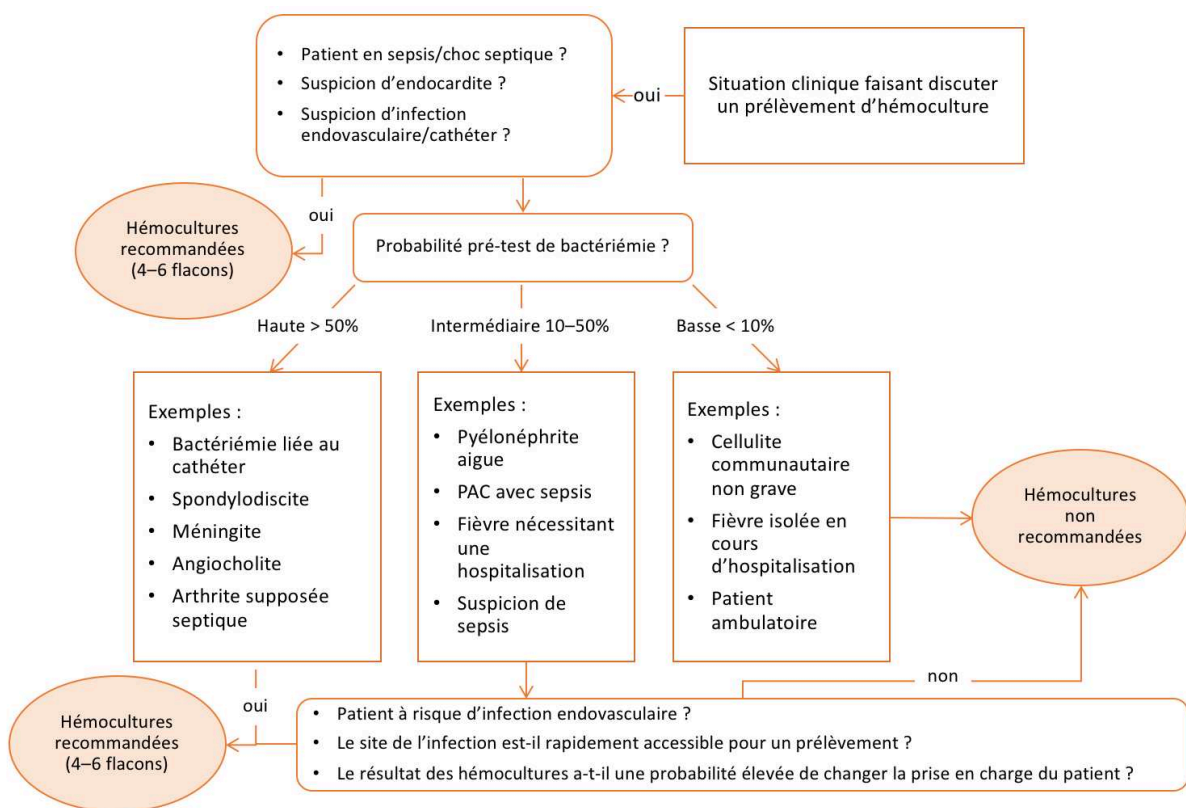 Situation clinique faisant discuter
un prélèvement d'hémoculture
oui
• Patient en sepsis/choc septique ?
• Suspicion d'endocardite ?
• Suspicion d'infection
endovasculaire/cathéter ?
oui
Hémocultures
recommandées
(4–6 flacons)
Probabilité pré-test de bactériémie ?
Haute > 50%
Intermédiaire 10–50%
Basse < 10%
Exemples :
• Bactériémie liée au
cathéter
• Spondylodiscite
• Méningite
• Angiocholite
• Arthrite supposée
septique
Exemples :
• Pyélonéphrite
aigue
• PAC avec sepsis
• Fièvre nécessitant
une
hospitalisation
• Suspicion de
sepsis
Exemples :
• Cellulite
communautaire
non grave
• Fièvre isolée en
cours
d'hospitalisation
• Patient
ambulatoire
Hémocultures
non
recommandées
non
oui
Hémocultures
recommandées
(4–6 flacons)
• Patient à risque d'infection endovasculaire ?
• Le site de l'infection est-il rapidement accessible pour un prélèvement ?
• Le résultat des hémocultures a-t-il une probabilité élevée de changer la prise en charge du patient ?